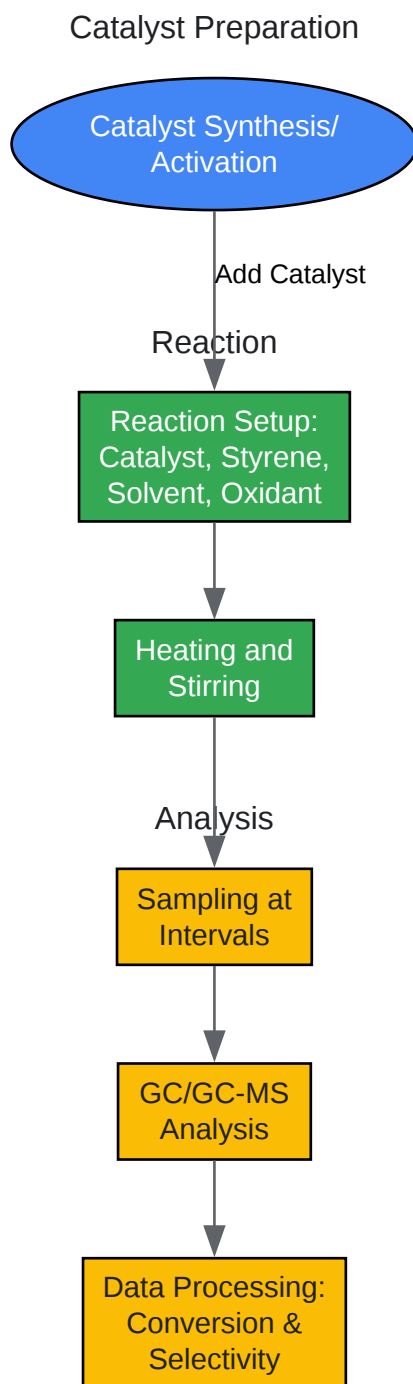 Catalyst Preparation
Catalyst Synthesis/
Activation
Add Catalyst
Reaction
Reaction Setup:
Catalyst, Styrene,
Solvent, Oxidant
Heating and
Stirring
Analysis
Sampling at
Intervals
GC/GC-MS
Analysis
Data Processing:
Conversion &
Selectivity